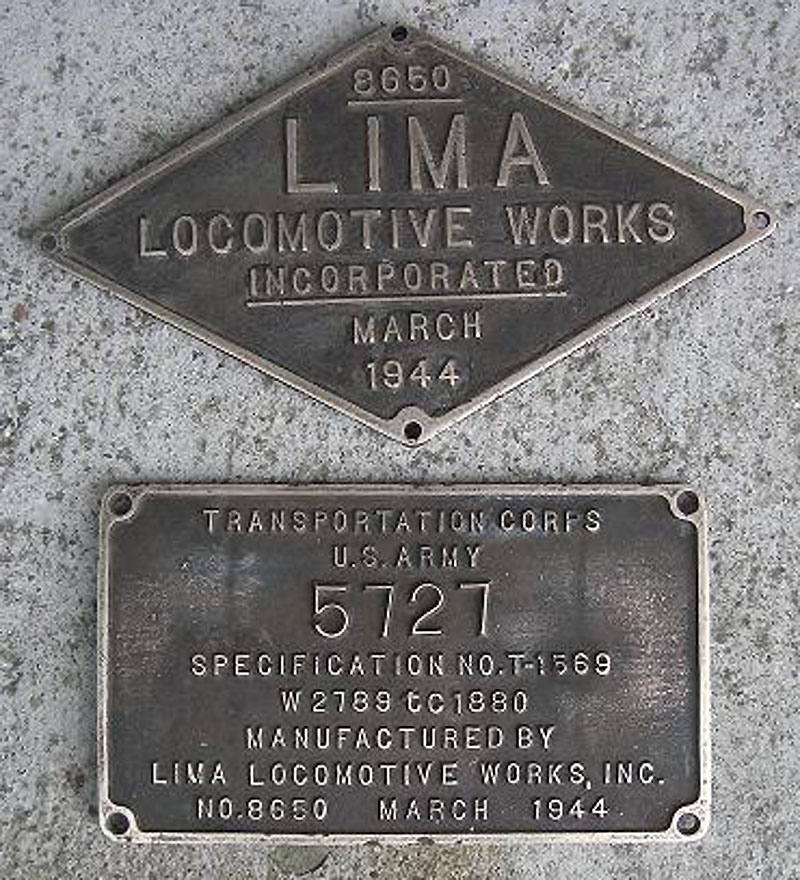 8650
LIMA
LOCOMOTIVE WORKS
INCORPORATED
MARCH
1944
TRANSPORTATION CORPS
U.S. ARMY
5727
SPECIFICATION NO. T-1569
W 2789 tc 1880
MANUFACTURED BY
LIMA LOCOMOTIVE WORKS, INC.
NO. 8650 MARCH 1944